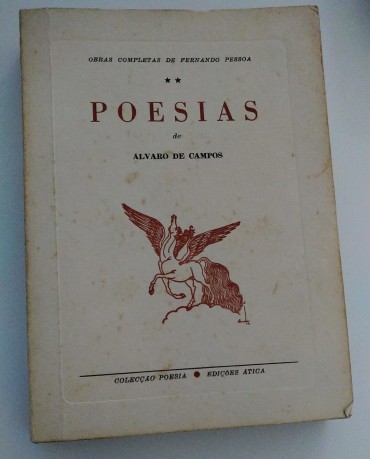 OBRAS COMPLETAS DE FERNANDO PESSOA
★ ★
POESIAS
de
ALVARO DE CAMPOS
COLECÇÃO POESIA ● EDIÇÕES ÁTICA